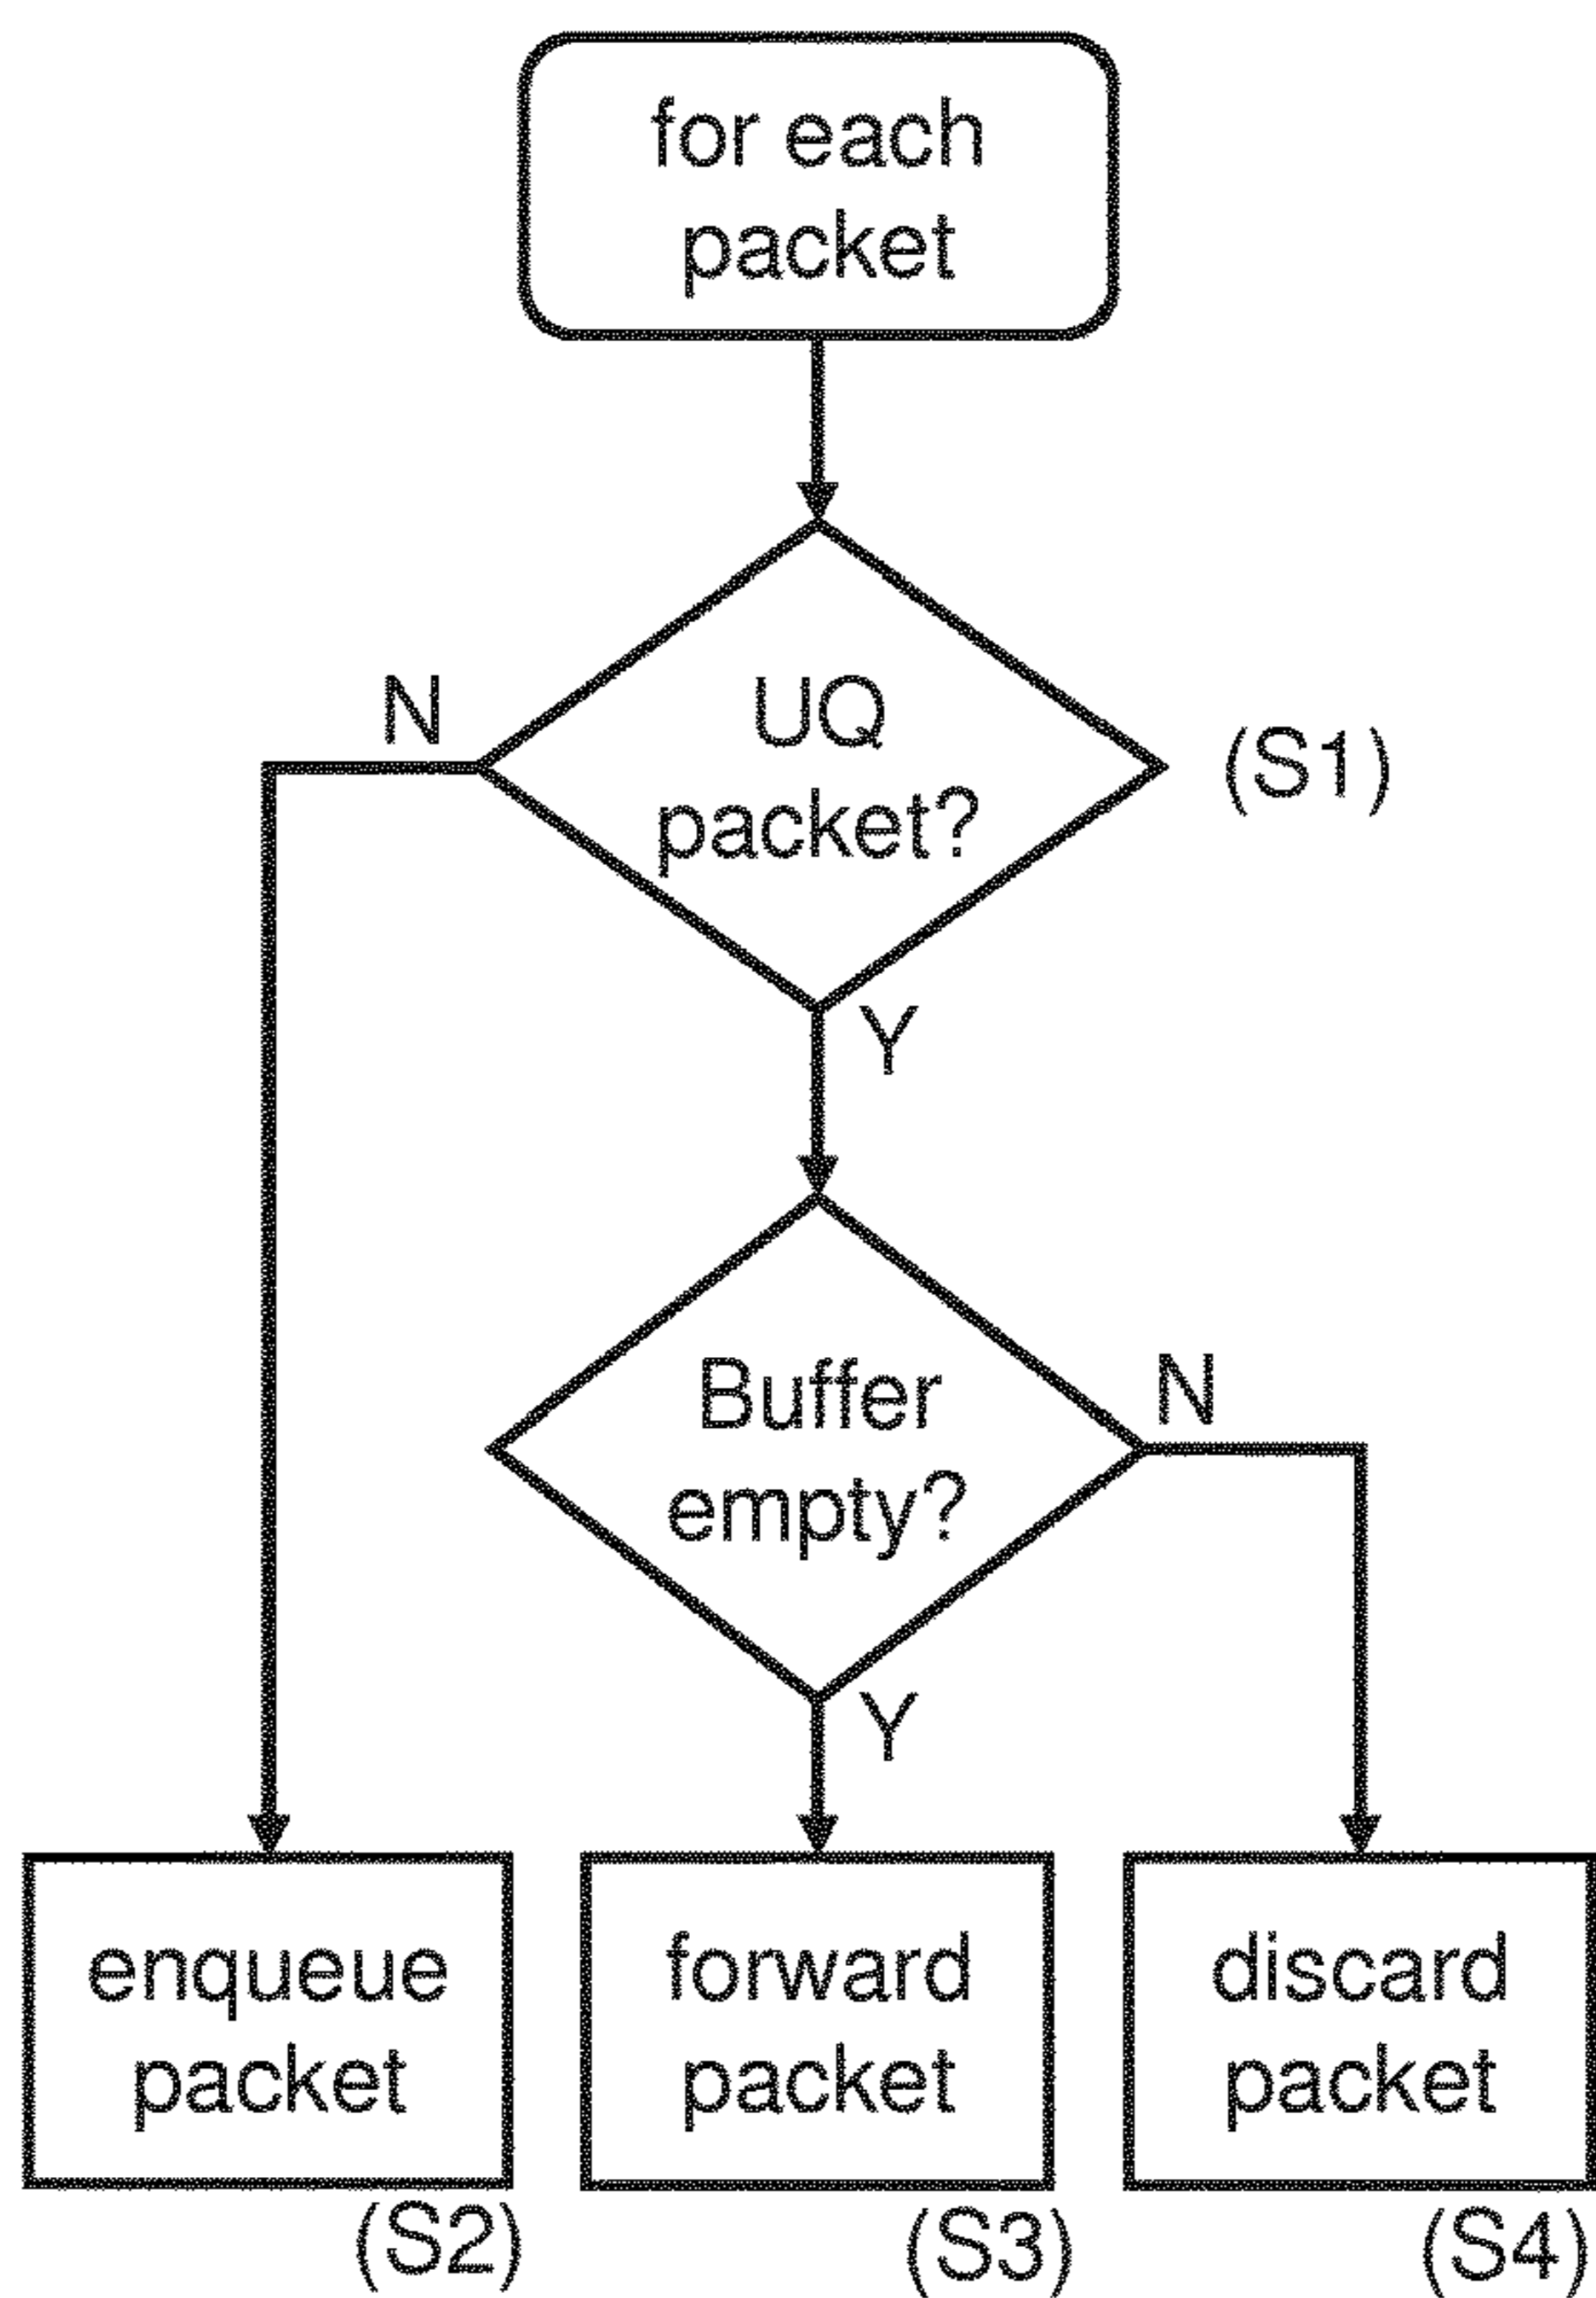 for each
packet
N
UQ
packet?
(S1)
Y
Buffer
empty?
N
Y
enqueue
packet
(S2)
forward
packet
(S3)
discard
packet
(S4)